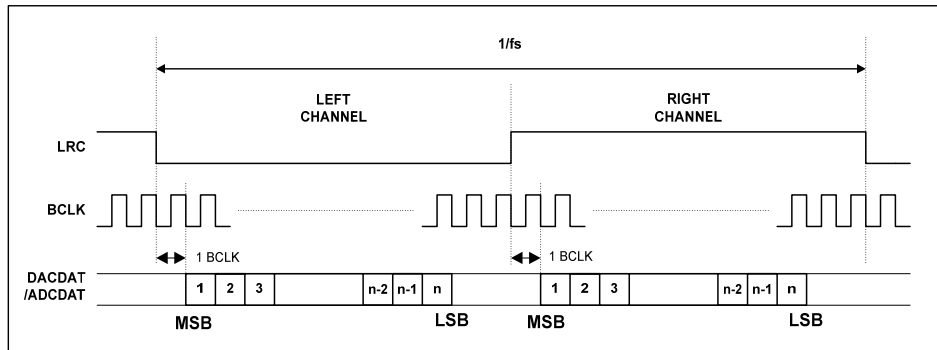 1/fs
LEFT
CHANNEL
RIGHT
CHANNEL
LRC
BCLK
1 BCLK
1 BCLK
DACDAT
/ADCDAT
1 2 3 n-2 n-1 n 1 2 3 n-2 n-1 n
MSB LSB MSB LSB